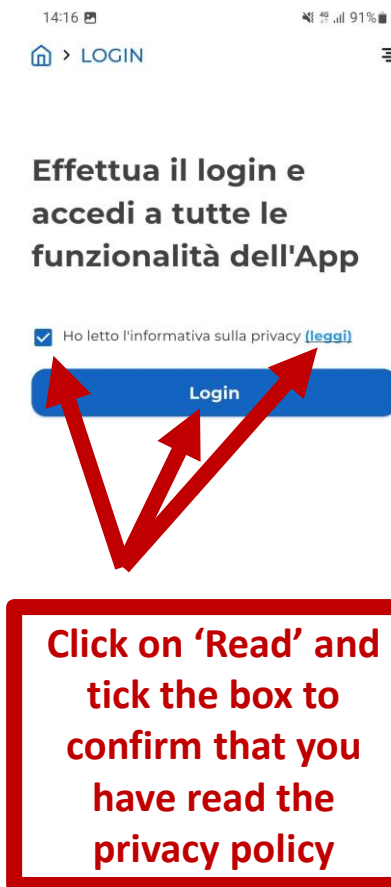 14:16 4G 91%
> LOGIN
Effettua il login e
accedi a tutte le
funzionalità dell'App
Ho letto l'informativa sulla privacy (leggi)
Login
Click on ‘Read’ and
tick the box to
confirm that you
have read the
privacy policy